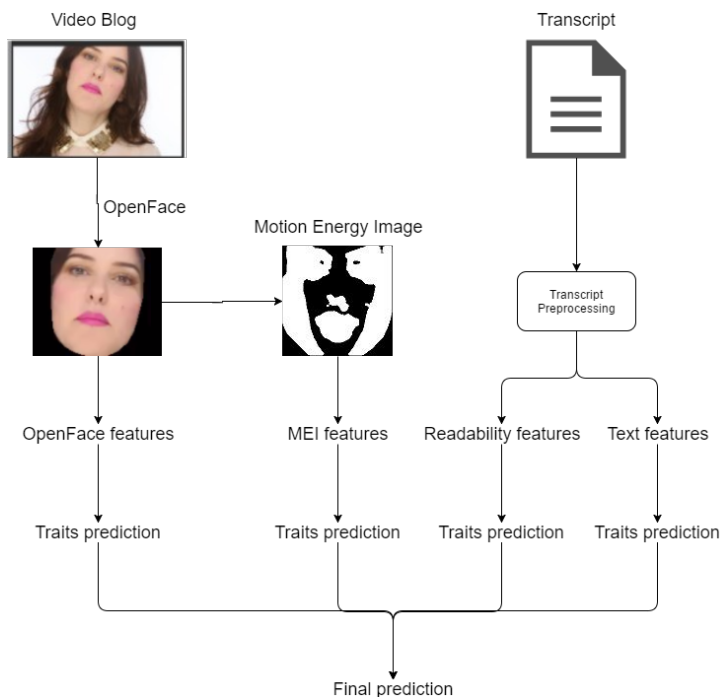 Video Blog
Transcript
OpenFace
Motion Energy Image
Transcript
Preprocessing
OpenFace features
MEI features
Readability features
Text features
Traits prediction
Traits prediction
Traits prediction
Traits prediction
Final prediction